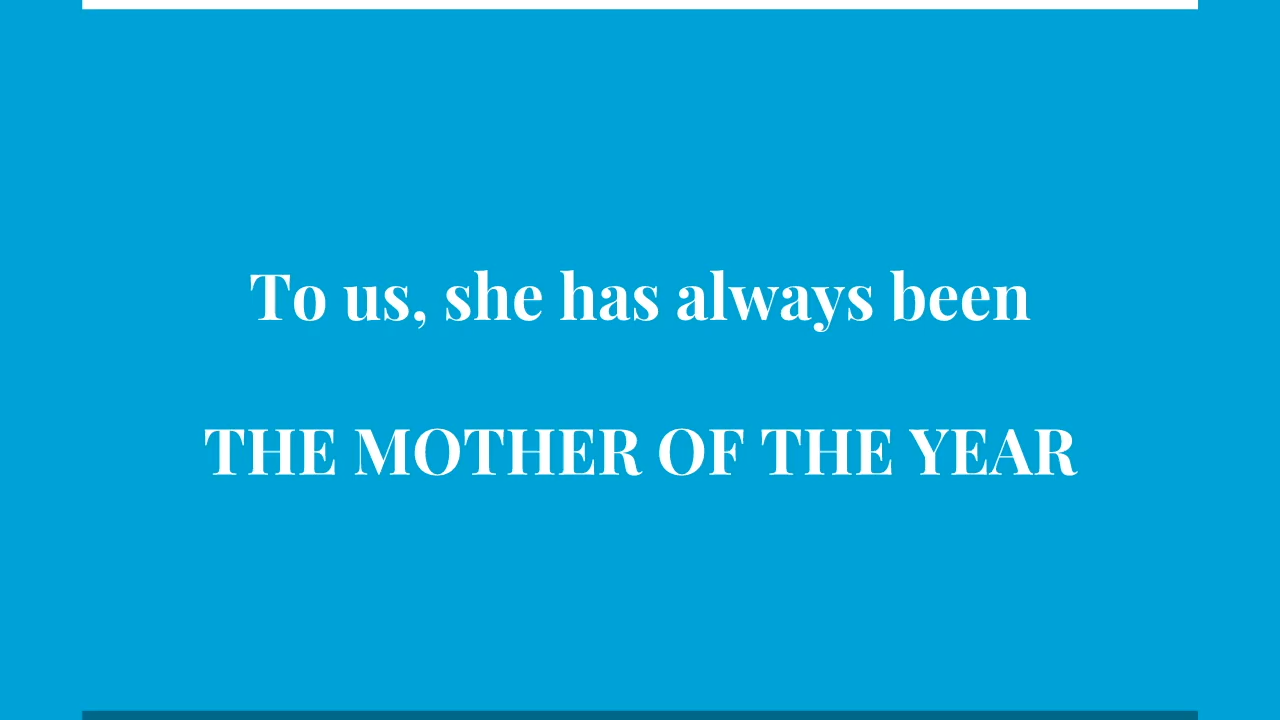 To us, she has always been
THE MOTHER OF THE YEAR